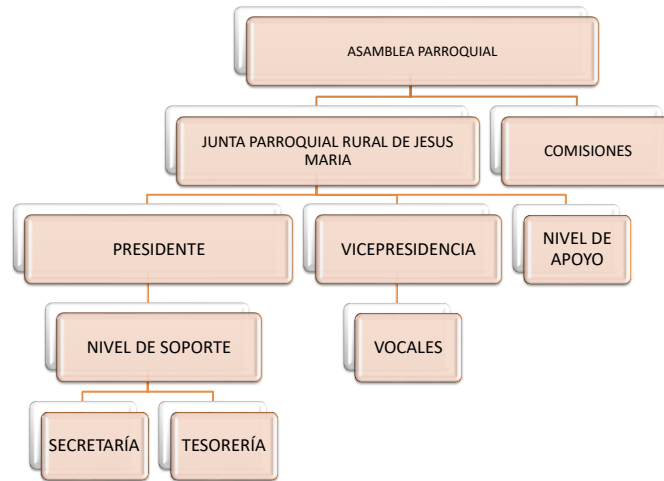 ASAMBLEA PARROQUIAL
JUNTA PARROQUIAL RURAL DE JESUS
MARIA
COMISIONES
PRESIDENTE
VICEPRESIDENCIA
NIVEL DE
APOYO
NIVEL DE SOPORTE
VOCALES
SECRETARÍA
TESORERÍA